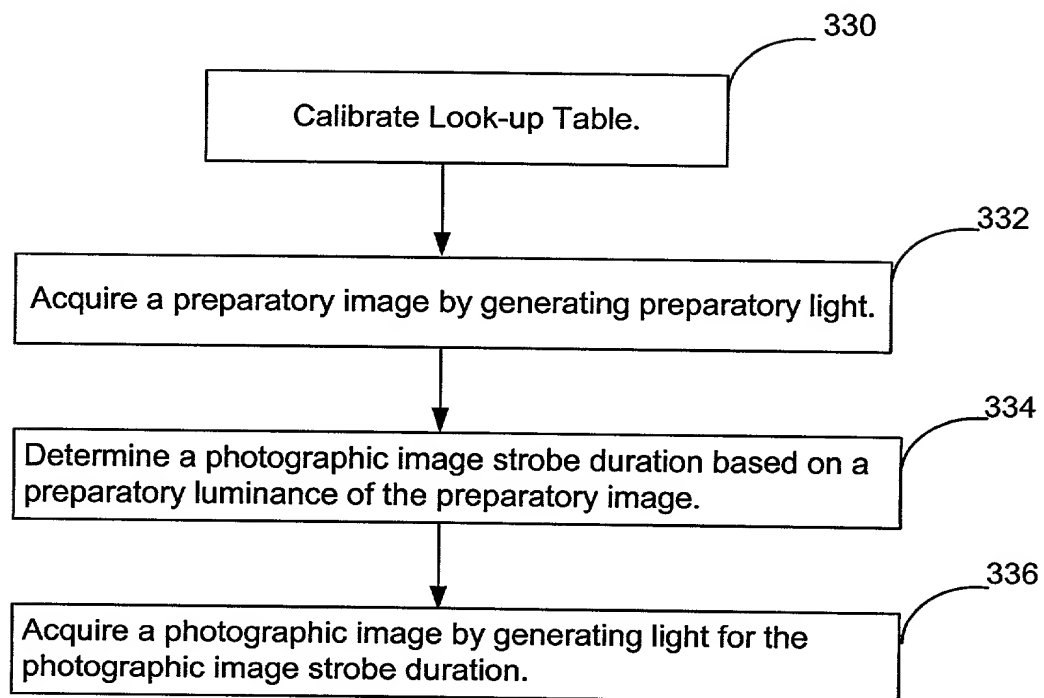 330
Calibrate Look-up Table.
332
Acquire a preparatory image by generating preparatory light.
334
Determine a photographic image strobe duration based on a
preparatory luminance of the preparatory image.
336
Acquire a photographic image by generating light for the
photographic image strobe duration.